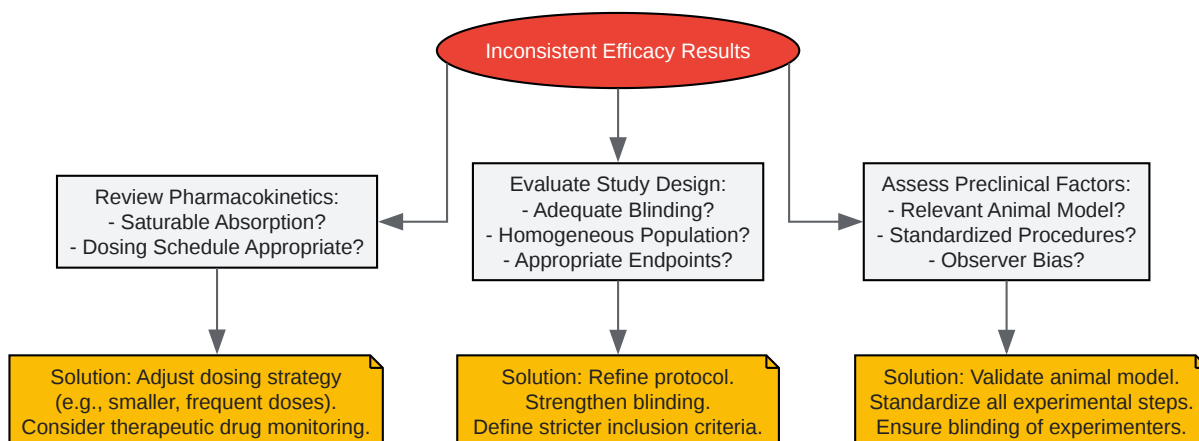 Inconsistent Efficacy Results
Review Pharmacokinetics:
- Saturable Absorption?
- Dosing Schedule Appropriate?
Evaluate Study Design:
- Adequate Blinding?
- Homogeneous Population?
- Appropriate Endpoints?
Assess Preclinical Factors:
- Relevant Animal Model?
- Standardized Procedures?
- Observer Bias?
Solution: Adjust dosing strategy
(e.g., smaller, frequent doses).
Consider therapeutic drug monitoring.
Solution: Refine protocol.
Strengthen blinding.
Define stricter inclusion criteria.
Solution: Validate animal model.
Standardize all experimental steps.
Ensure blinding of experimenters.